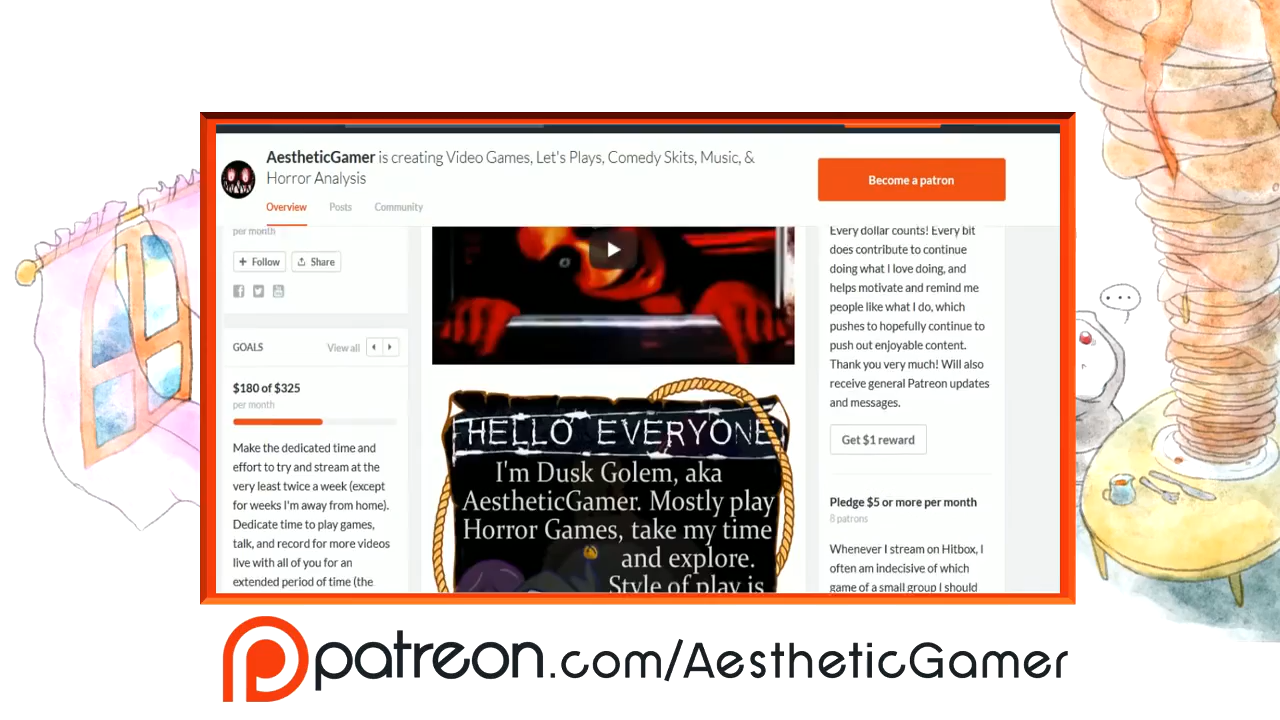 AestheticGamer is creating Video Games, Let's Plays, Comedy Skits, Music, &
Horror Analysis
Become a patron
Overview
Posts
Community
per month
+ Follow
Share
GOALS
View all
$180 of $325
per month
Make the dedicated time and
effort to try and stream at the
very least twice a week (except
for weeks I'm away from home).
Dedicate time to play games,
talk, and record for more videos
live with all of you for an
extended period of time (the
HELLO EVERYONE
I'm Dusk Golem, aka
AestheticGamer. Mostly play
Horror Games, take my time
and explore.
Style of play is
Every dollar counts! Every bit
does contribute to continue
doing what I love doing, and
helps motivate and remind me
people like what I do, which
pushes to hopefully continue to
push out enjoyable content.
Thank you very much! Will also
receive general Patreon updates
and messages.
Get $1 reward
Pledge $5 or more per month
8 patrons
Whenever I stream on Hitbox, I
often am indecisive of which
game of a small group I should
...
patreon.com/AestheticGamer